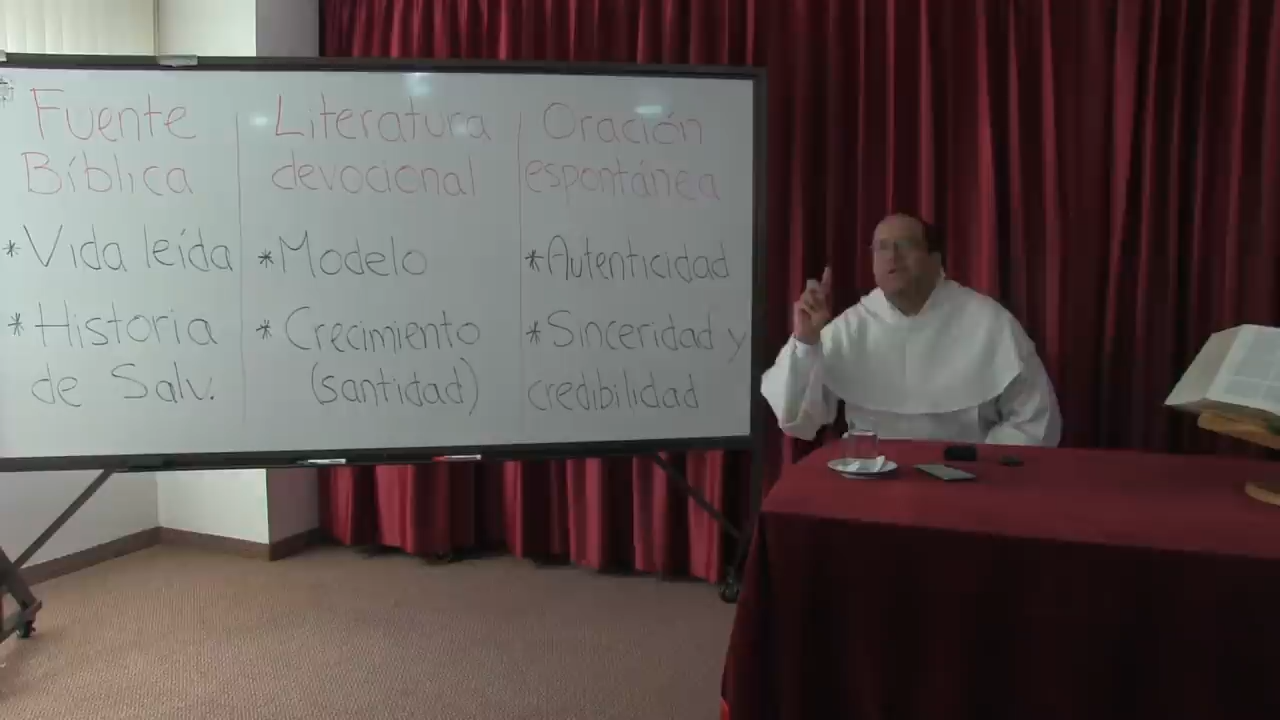 Fuente
Bíblica
*Vida leída
*Historia
de Salv.
Literatura
devocional
*Modelo
*Crecimiento
(santidad)
Oración
espontánea
*Autenticidad
*Sinceridad y
credibilidad